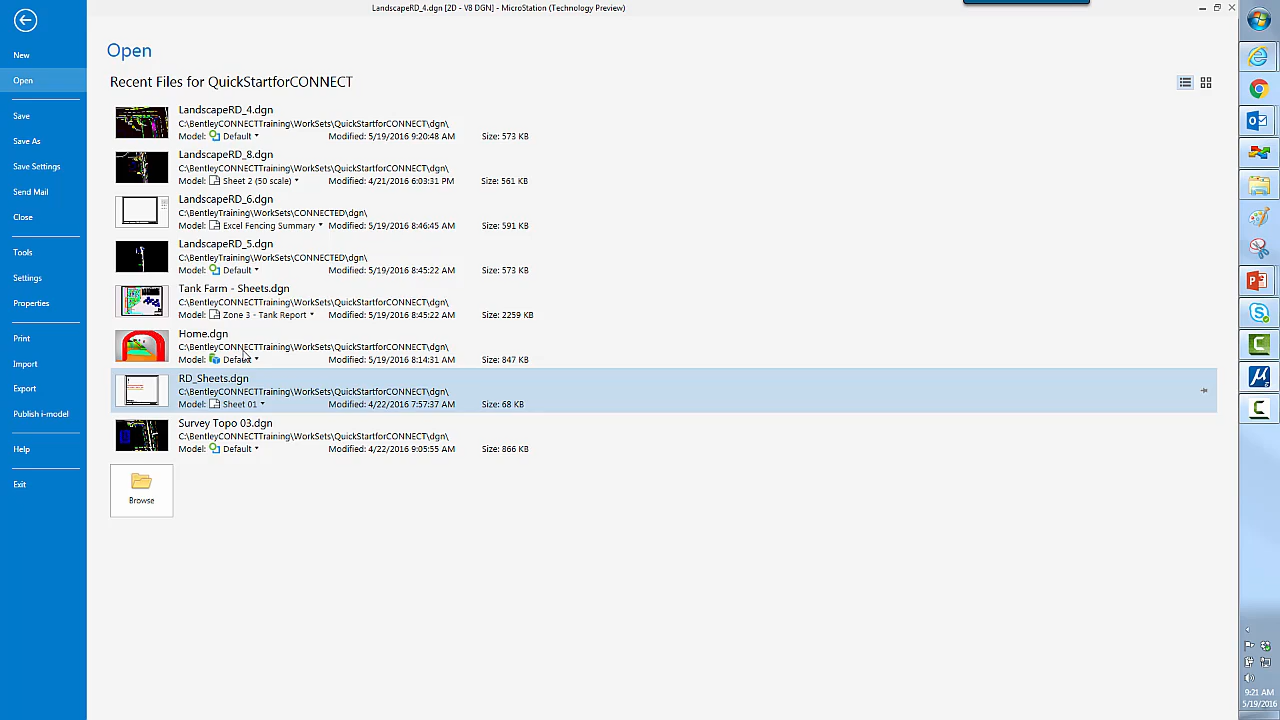 LandscapeRD_4.dgn [2D - V8 DGN] - MicroStation (Technology Preview)
New
Open
Save
Save As
Save Settings
Send Mail
Close
Tools
Settings
Properties
Print
Import
Export
Publish i-model
Help
Exit
Open
Recent Files for QuickStartforCONNECT
LandscapeRD_4.dgn
C:\BentleyCONNECTTraining\WorkSets\QuickStartforCONNECT\dgn\
Model: Default Modified: 5/19/2016 9:20:48 AM Size: 573 KB
LandscapeRD_8.dgn
C:\BentleyCONNECTTraining\WorkSets\QuickStartforCONNECT\dgn\
Model: Sheet 2 (50 scale) Modified: 4/21/2016 6:03:31 PM Size: 561 KB
LandscapeRD_6.dgn
C:\BentleyTraining\WorkSets\CONNECTED\dgn\
Model: Excel Fencing Summary Modified: 5/19/2016 8:46:45 AM Size: 591 KB
LandscapeRD_5.dgn
C:\BentleyTraining\WorkSets\CONNECTED\dgn\
Model: Default Modified: 5/19/2016 8:45:22 AM Size: 573 KB
Tank Farm - Sheets.dgn
C:\BentleyCONNECTTraining\WorkSets\QuickStartforCONNECT\dgn\
Model: Zone 3 - Tank Report Modified: 5/19/2016 8:45:22 AM Size: 2259 KB
Home.dgn
C:\BentleyCONNECTTraining\WorkSets\QuickStartforCONNECT\dgn\
Model: Default Modified: 5/19/2016 8:14:31 AM Size: 847 KB
RD_Sheets.dgn
C:\BentleyCONNECTTraining\WorkSets\QuickStartforCONNECT\dgn\
Model: Sheet 01 Modified: 4/22/2016 7:57:37 AM Size: 68 KB
Survey Topo 03.dgn
C:\BentleyCONNECTTraining\WorkSets\QuickStartforCONNECT\dgn\
Model: Default Modified: 4/22/2016 9:05:55 AM Size: 866 KB
Browse
9:21 AM
5/19/2016